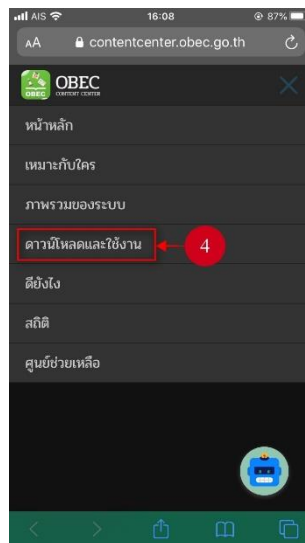 AIS 16:08 87%
AA contentcenter.obec.go.th
OBEC OBEC
CONTENT CENTER
หน้าหลัก
เหมาะกับใคร
ภาพรวมของระบบ
ดาวน์โหลดและใช้งาน 4
ดียังไง
สถิติ
ศูนย์ช่วยเหลือ